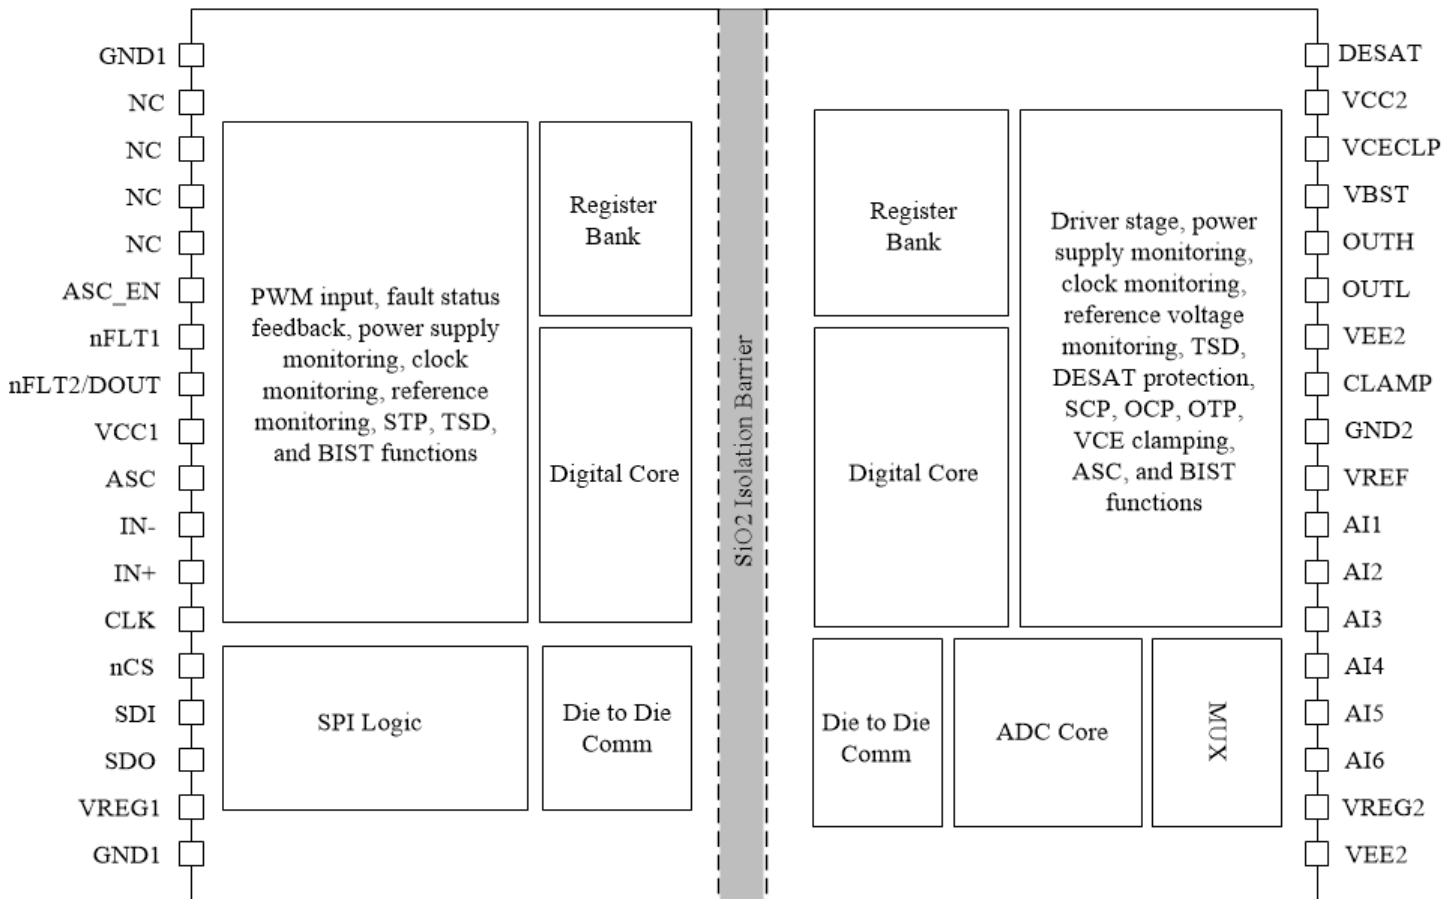 GND1
NC
NC
NC
NC
ASC_EN
nFLT1
nFLT2/DOUT
VCC1
ASC
IN-
IN+
CLK
nCS
SDI
SDO
VREG1
GND1
PWM input, fault status
feedback, power supply
monitoring, clock
monitoring, reference
monitoring, STP, TSD,
and BIST functions
Register
Bank
Digital Core
SPI Logic
Die to Die
Comm
SiO2 Isolation Barrier
Register
Bank
Digital Core
Driver stage, power
supply monitoring,
clock monitoring,
reference voltage
monitoring, TSD,
DESAT protection,
SCP, OCP, OTP,
VCE clamping,
ASC, and BIST
functions
Die to Die
Comm
ADC Core
MUX
DESAT
VCC2
VCECLP
VBST
OUTH
OUTL
VEE2
CLAMP
GND2
VREF
AI1
AI2
AI3
AI4
AI5
AI6
VREG2
VEE2